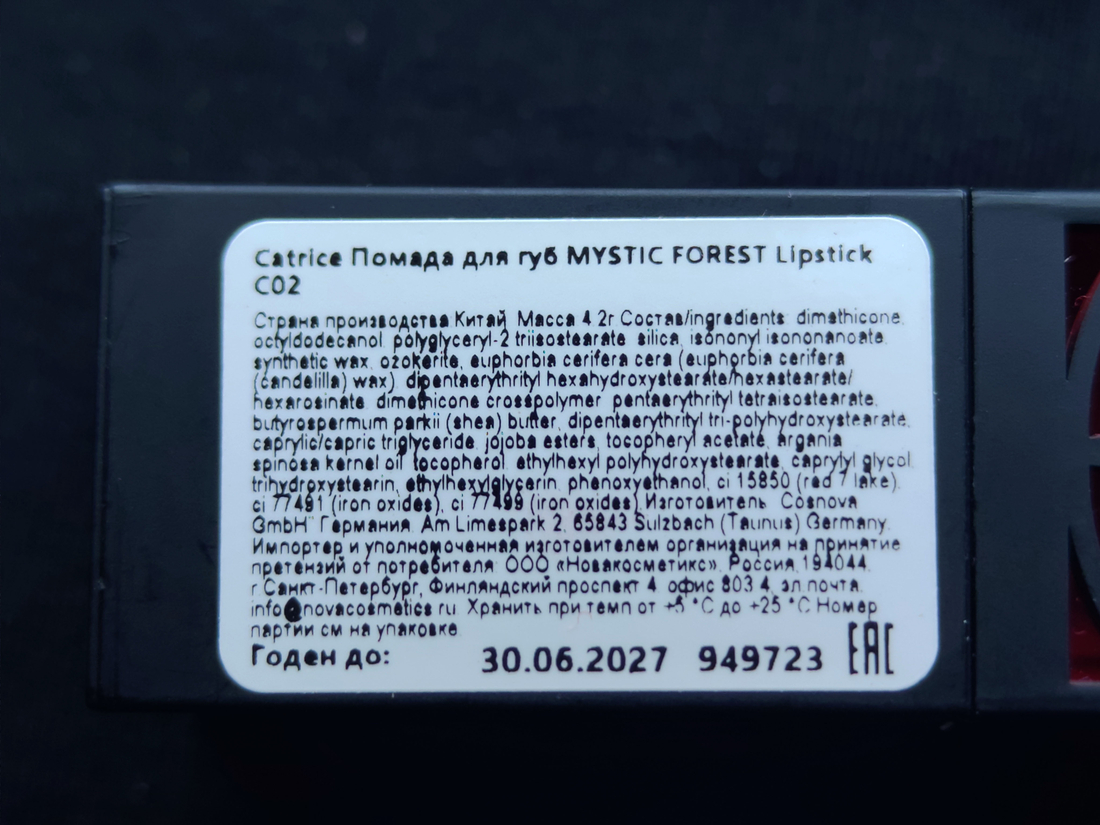 Catrice Помада для губ MYSTIC FOREST Lipstick
C02
Страна производства Китай. Масса 4.2г Состав/ingredients: dimethicone,
octyldodecanol, polyglyceryl-2 triisostearate, silica, isononyl isononanoate,
synthetic wax, ozokerite, euphorbia cerifera cera (euphorbia cerifera
(candelilla) wax), dipentaerythrityl hexahydroxystearate/hexastearate/
hexarosinate, dimethicone crosspolymer, pentaerythrityl tetraisostearate,
butyrospermum parkii (shea) butter, dipentaerythrityl tri-polyhydroxystearate,
caprylic/capric triglyceride, jojoba esters, tocopheryl acetate, argania
spinosa kernel oil, tocopherol, ethylhexyl polyhydroxystearate, caprylyl glycol,
trihydroxystearin, ethylhexylglycerin, phenoxyethanol, ci 15850 (red 7 lake),
ci 77491 (iron oxides), ci 77499 (iron oxides). Изготовитель: Cosnova
GmbH" Германия. Am Limespark 2, 65843 Sulzbach (Taunus) Germany.
Импортер и уполномоченная изготовителем организация на принятие
претензий от потребителя: ООО «Новакосметикс», Россия, 194044,
г.Санкт-Петербург, Финляндский проспект 4, офис 803.4, эл.почта:
info@novacosmetics.ru. Хранить при темп от +5 °C до +25 °C Номер
партии см на упаковке.
Годен до: 30.06.2027 949723 EAC